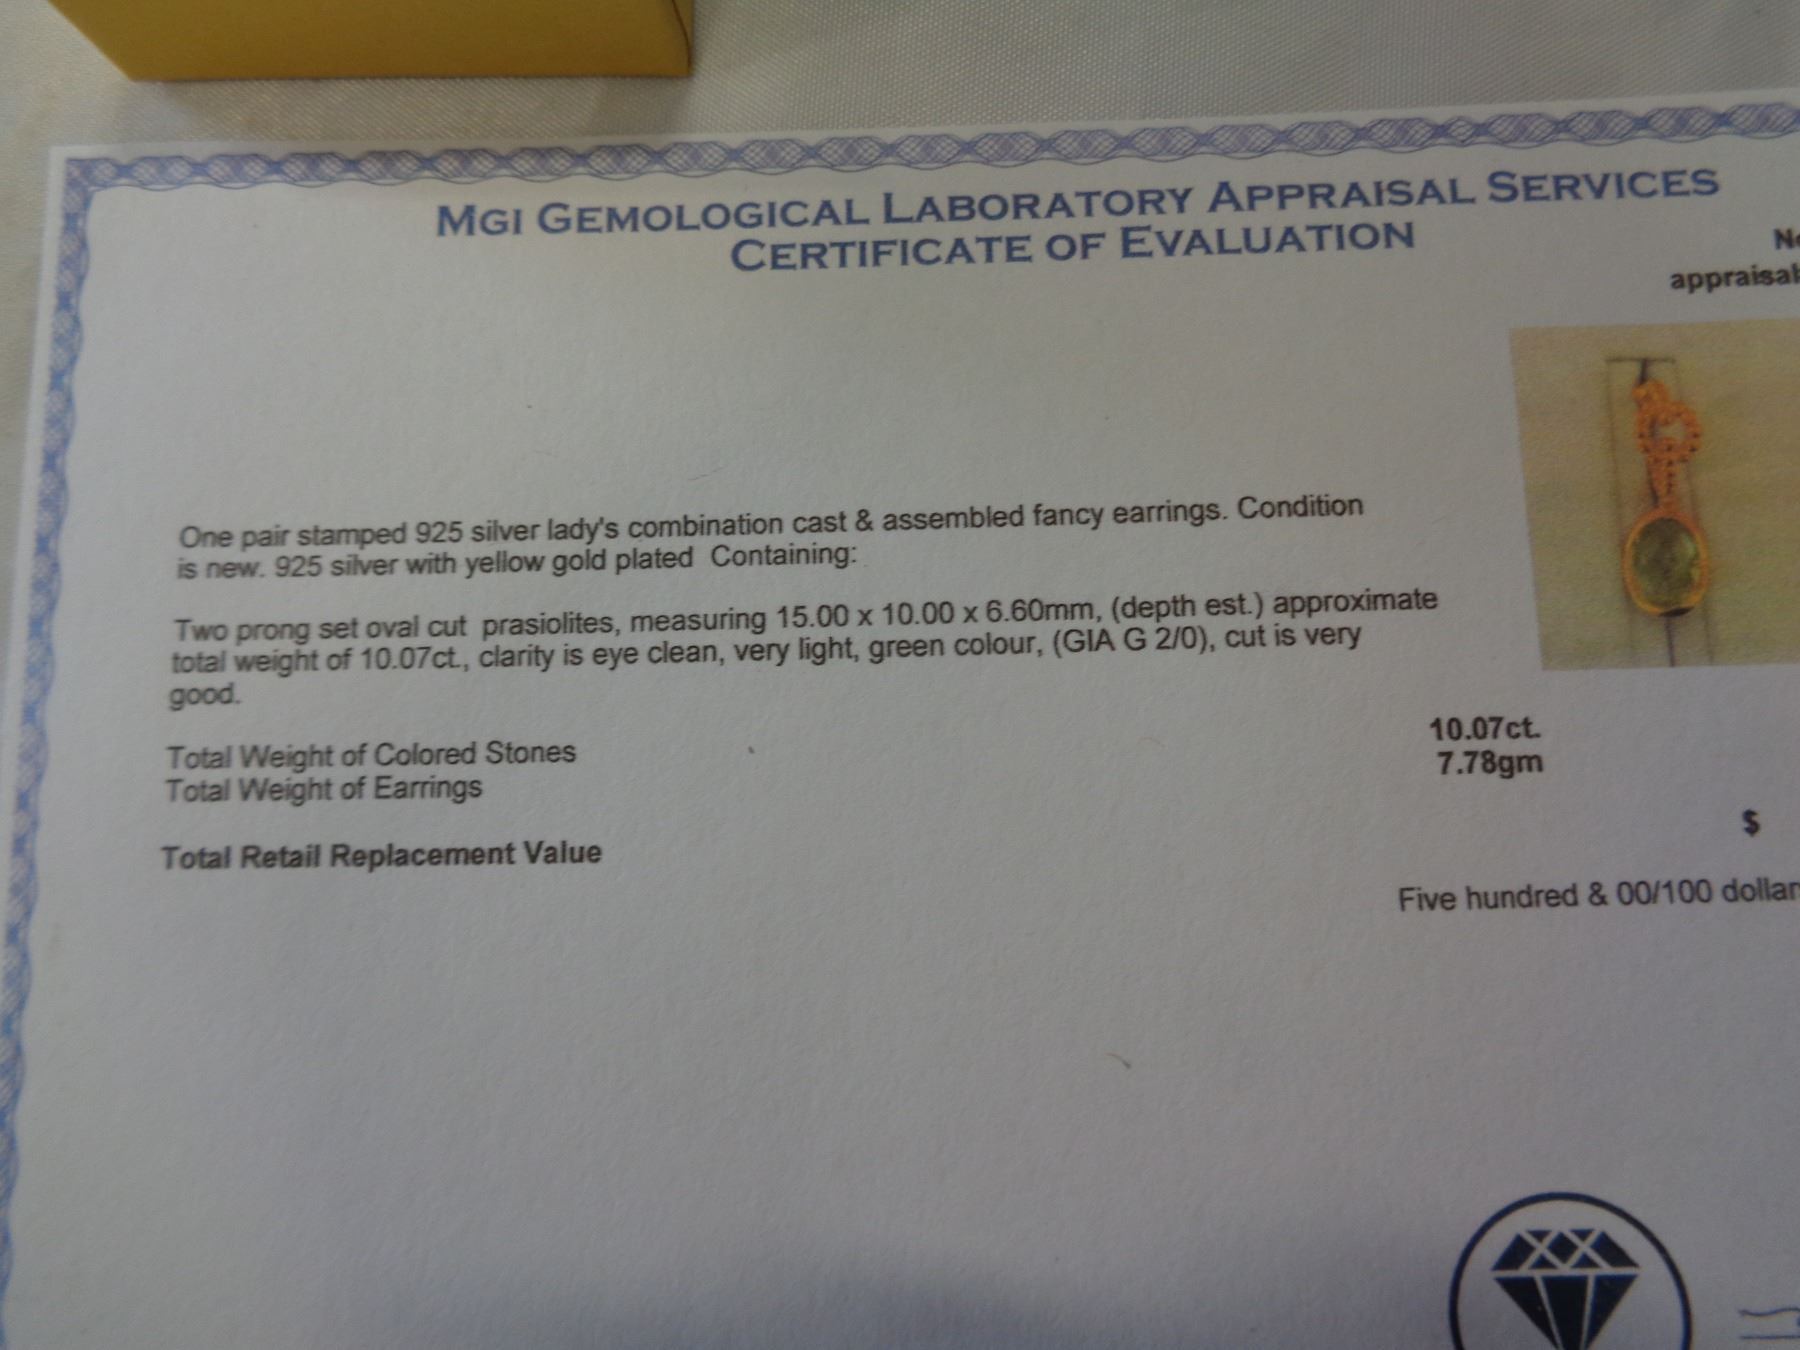 MGI GEMOLOGICAL LABORATORY APPRAISAL SERVICES
CERTIFICATE OF EVALUATION
One pair stamped 925 silver lady's combination cast & assembled fancy earrings. Condition
is new. 925 silver with yellow gold plated Containing:
Two prong set oval cut prasiolites, measuring 15.00 x 10.00 x 6.60mm, (depth est.) approximate
total weight of 10.07ct., clarity is eye clean, very light, green colour, (GIA G 2/0), cut is very
good.
Total Weight of Colored Stones 10.07ct.
Total Weight of Earrings 7.78gm
Total Retail Replacement Value $
Five hundred & 00/100 dollar